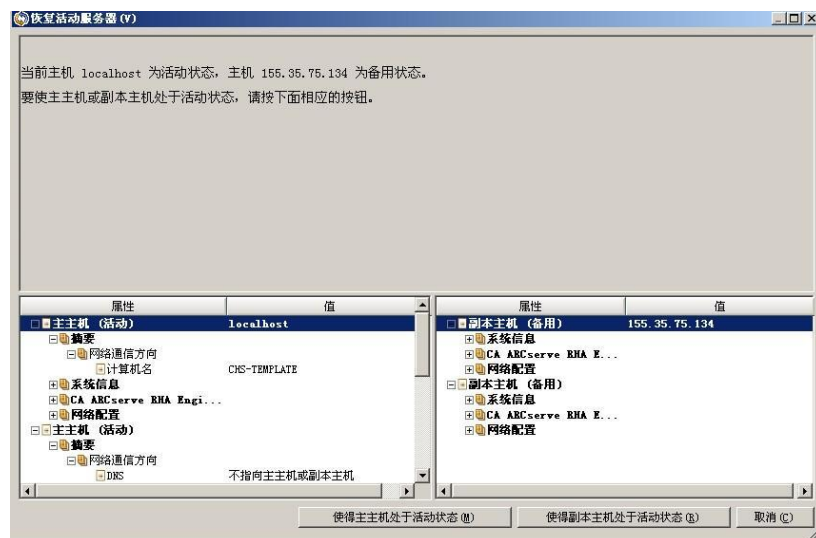 恢复活动服务器(V)
当前主机 localhost 为活动状态，主机 155.35.75.134 为备用状态。
要使主主机或副本主机处于活动状态，请按下面相应的按钮。
属性 值
主主机 (活动) localhost
摘要
网络通信方向
计算机名 CHS-TEMPLATE
系统信息
CA ARCserve RHA Engi...
网络配置
主主机 (活动)
摘要
网络通信方向
DNS 不指向主主机或副本主机
属性 值
副本主机 (备用) 155.35.75.134
系统信息
CA ARCserve RHA E...
网络配置
副本主机 (备用)
系统信息
CA ARCserve RHA E...
网络配置
使得主主机处于活动状态(M) 使得副本主机处于活动状态(R) 取消(C)